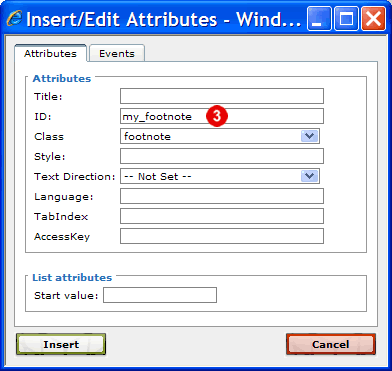 Insert/Edit Attributes - Wind...
Attributes Events
Attributes
Title:
ID: my_footnote 3
Class footnote
Style:
Text Direction: -- Not Set --
Language:
TabIndex
AccessKey
List attributes
Start value:
Insert Cancel